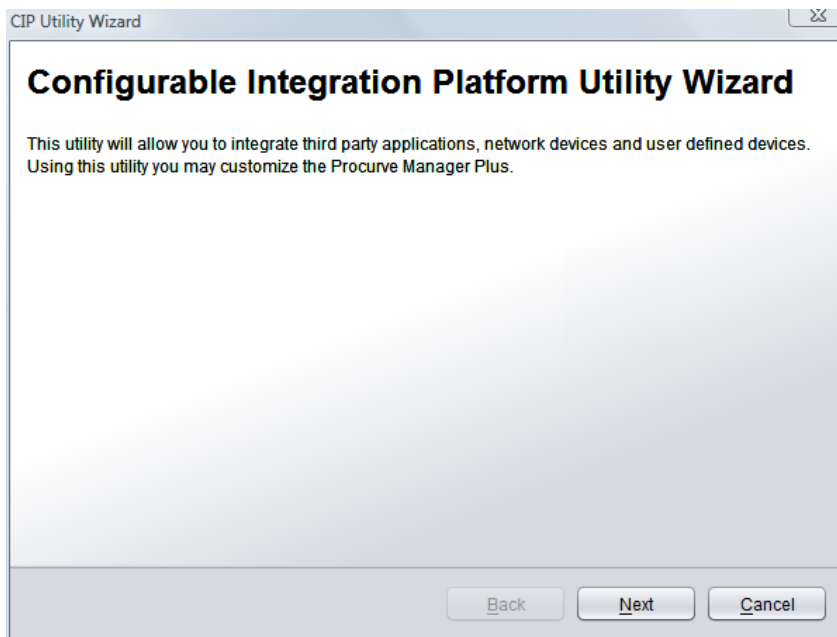 CIP Utility Wizard
Configurable Integration Platform Utility Wizard
This utility will allow you to integrate third party applications, network devices and user defined devices.
Using this utility you may customize the Procurve Manager Plus.
Back Next Cancel